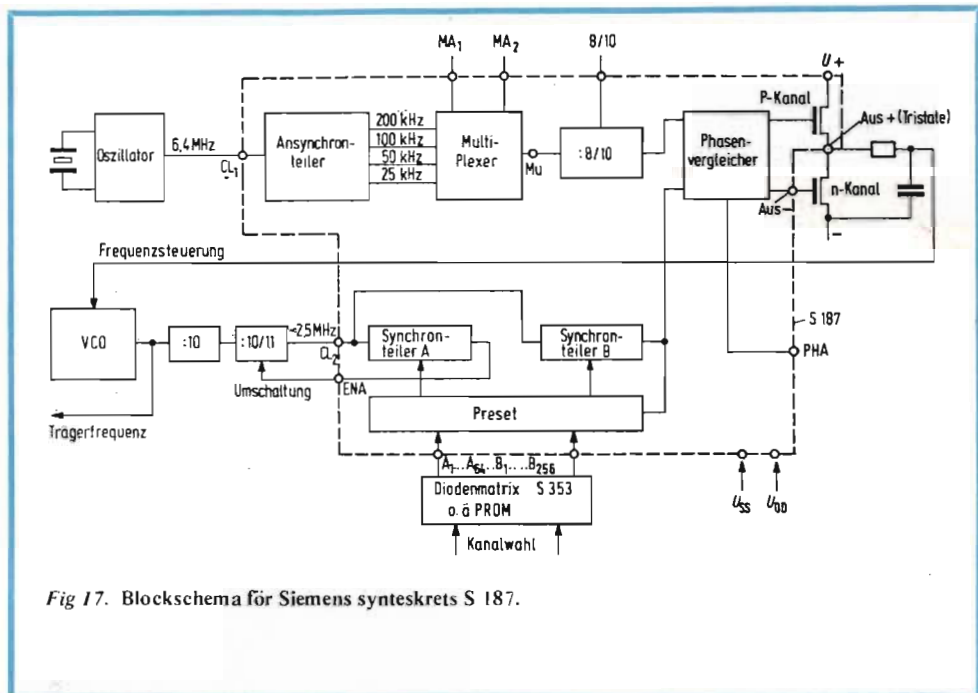 MA1 MA2 8/10 U+
P-Kanal
Aus + (Tristate)
Oszillator
6,4 MHz
CL1
Ansynchron-
teiler
200 kHz
100 kHz
50 kHz
25 kHz
Multi-
Plexer
Mu
:8/10
Phasen-
vergleicher
n-Kanal
Aus-
-
Frequenzsteuerung
VCO
:10
:10/11
~25MHz
CL2
Synchron-
teiler A
Synchron-
teiler B
S 187
PHA
Umschaltung
ENA
Preset
Trägerfrequenz
A1...A64..B1....B256
Diodenmatrix S 353
o. ä PROM
USS UDD
Kanalwahl
Fig 17. Blockschema för Siemens synteskrets S 187.